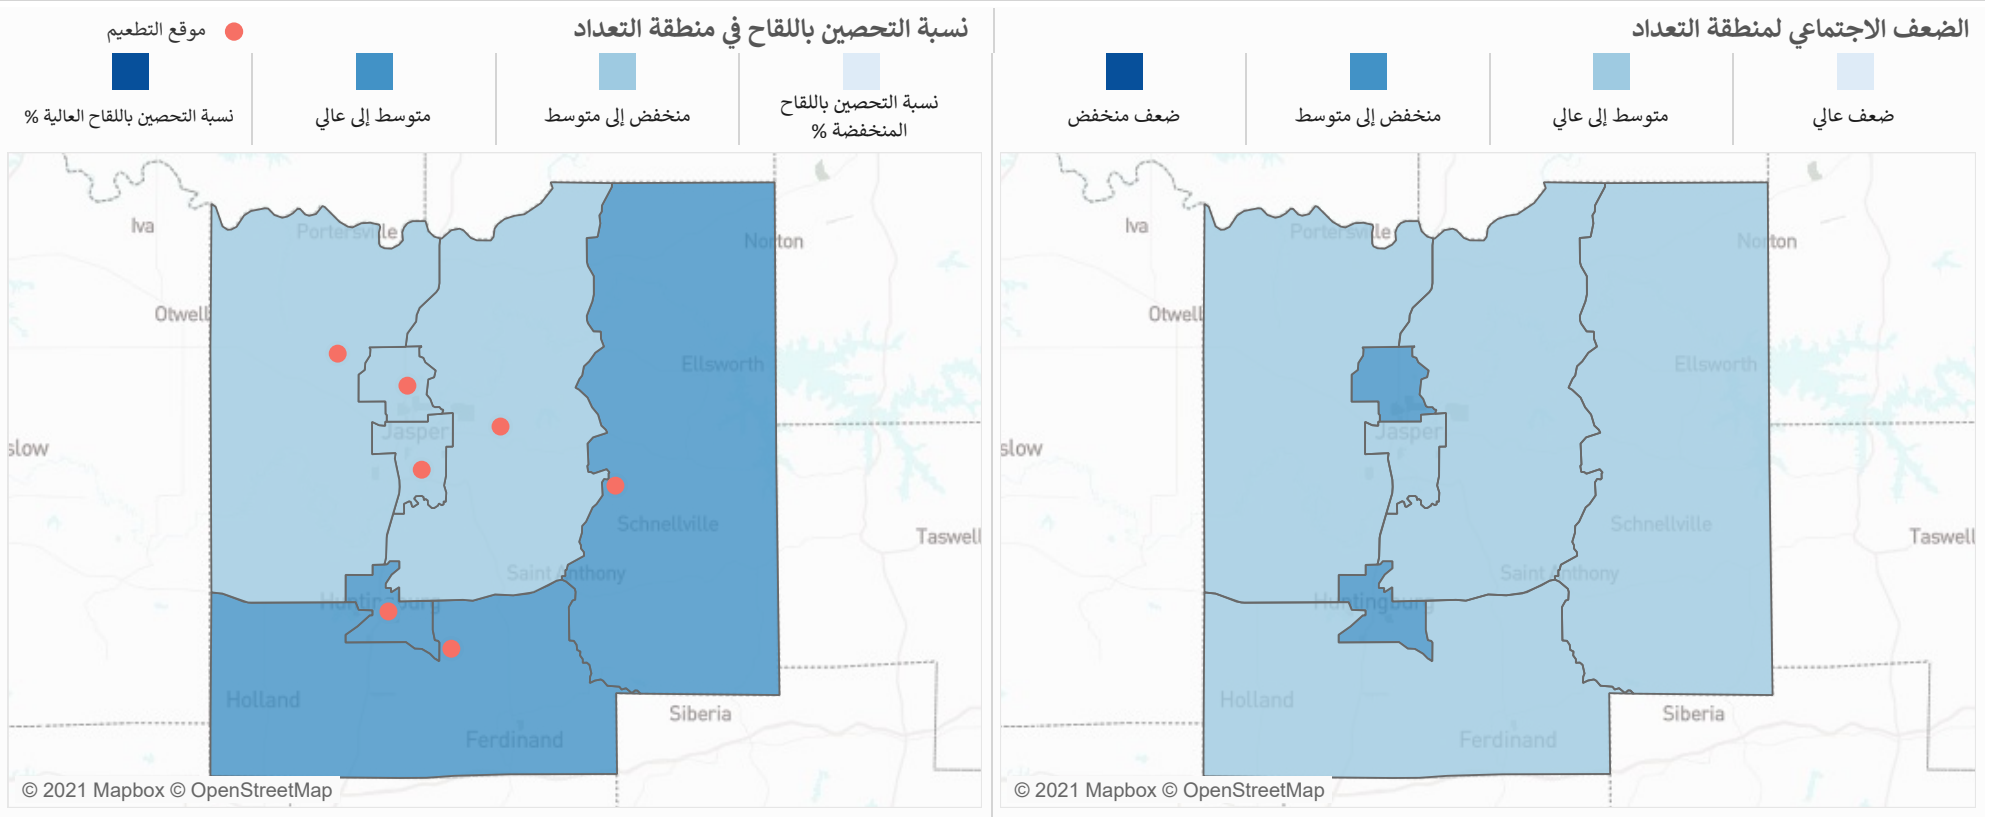 الضعف الاجتماعي لمنطقة التعداد
ضعف عالي
متوسط إلى عالي
منخفض إلى متوسط
ضعف منخفض
Iva
Portersville
Norton
Otwell
Ellsworth
slow
Jasper
Schnellville
Taswell
Saint Anthony
Huntingburg
Holland
Siberia
Ferdinand
© 2021 Mapbox © OpenStreetMap
نسبة التحصين باللقاح في منطقة التعداد
موقع التطعيم
نسبة التحصين باللقاح
المنخفضة %
منخفض إلى متوسط
متوسط إلى عالي
نسبة التحصين باللقاح العالية %
Iva
Portersville
Norton
Otwell
Ellsworth
slow
Jasper
Schnellville
Taswell
Saint Anthony
Huntingburg
Holland
Siberia
Ferdinand
© 2021 Mapbox © OpenStreetMap